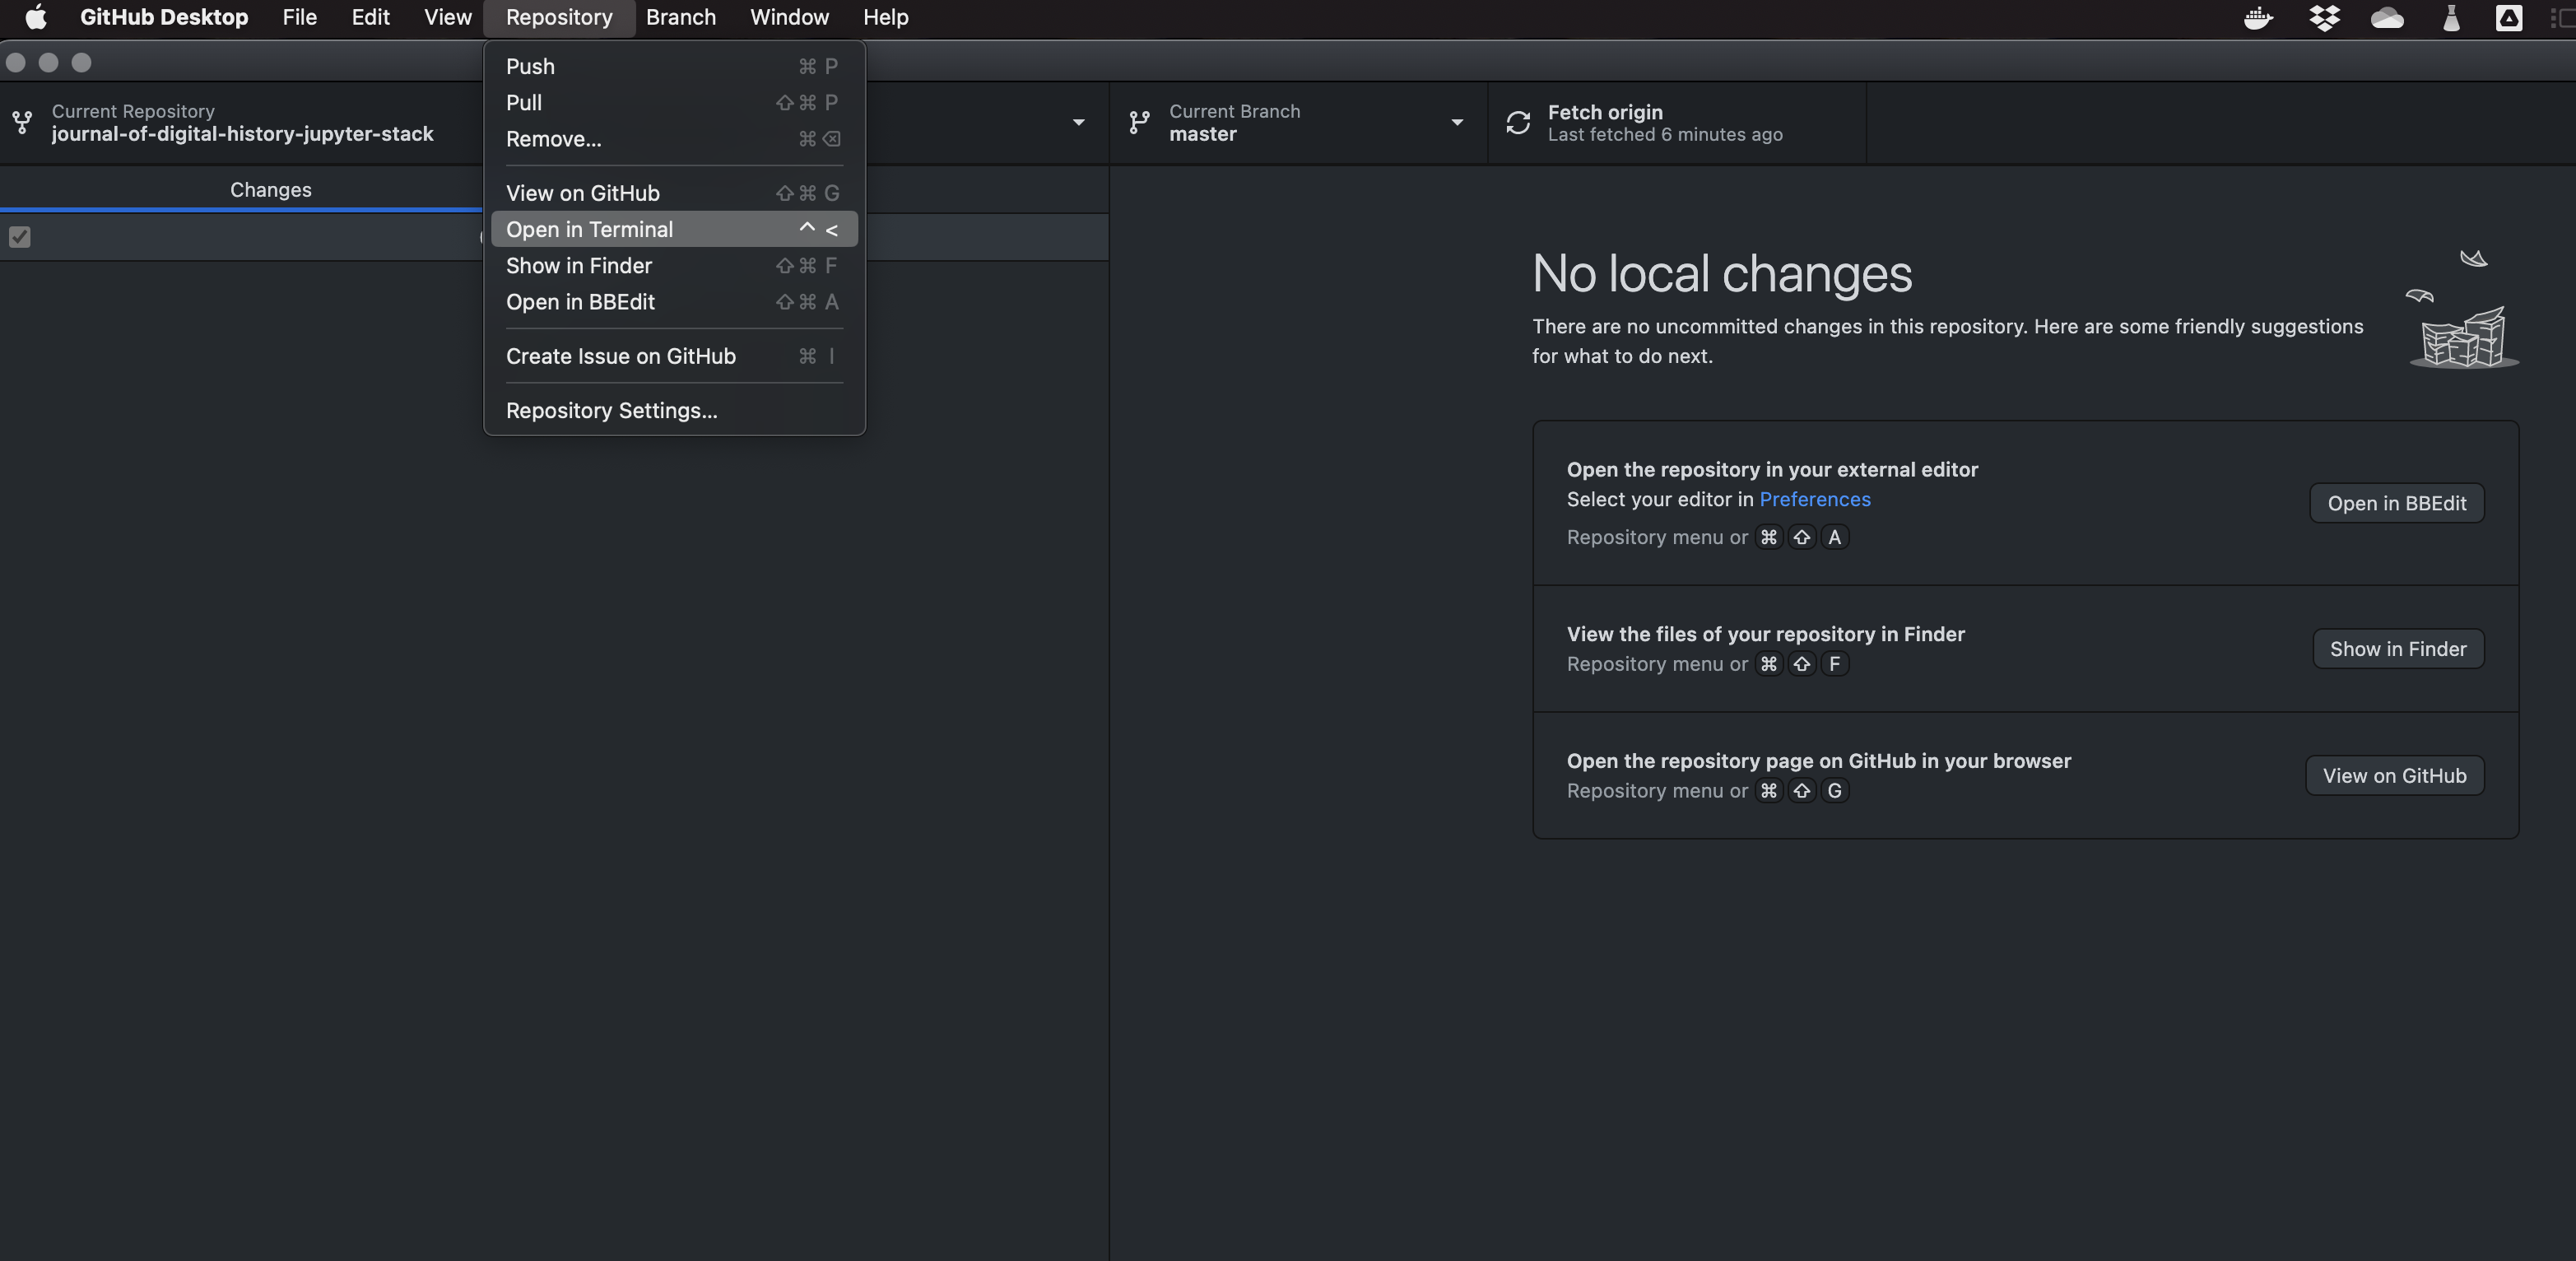 GitHub Desktop File Edit View Repository Branch Window Help
Push ⌘ P
Pull ⇧ ⌘ P
Remove... ⌘ ⌫
View on GitHub ⇧ ⌘ G
Open in Terminal ^ <
Show in Finder ⇧ ⌘ F
Open in BBEdit ⇧ ⌘ A
Create Issue on GitHub ⌘ I
Repository Settings...
Current Repository
journal-of-digital-history-jupyter-stack
Current Branch
master
Fetch origin
Last fetched 6 minutes ago
Changes
No local changes
There are no uncommitted changes in this repository. Here are some friendly suggestions
for what to do next.
Open the repository in your external editor
Select your editor in Preferences
Repository menu or ⌘ ⇧ A
Open in BBEdit
View the files of your repository in Finder
Repository menu or ⌘ ⇧ F
Show in Finder
Open the repository page on GitHub in your browser
Repository menu or ⌘ ⇧ G
View on GitHub